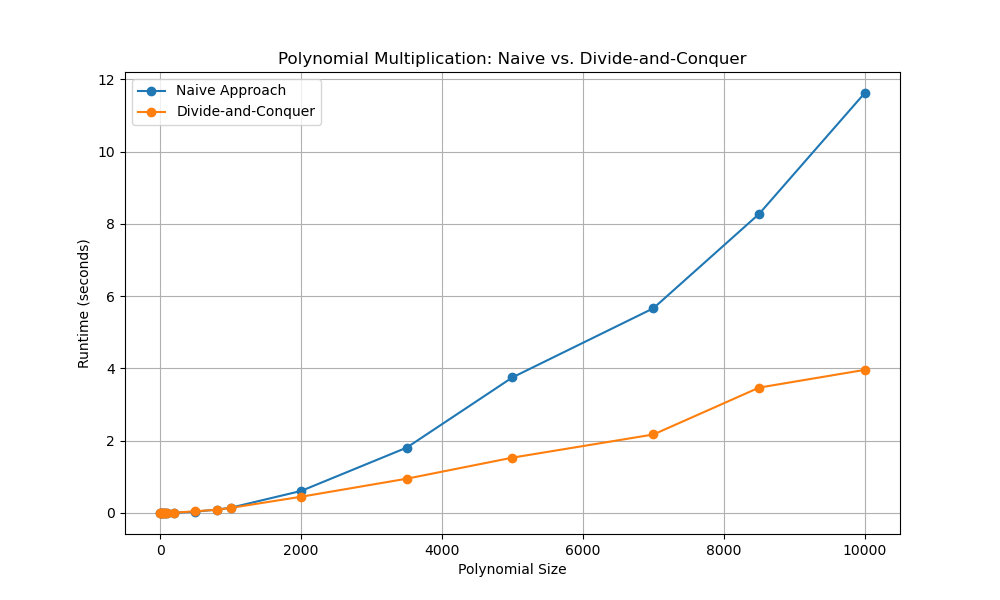 Polynomial Multiplication: Naive vs. Divide-and-Conquer
Naive Approach
Divide-and-Conquer
Runtime (seconds)
12
10
8
6
4
2
0
0 2000 4000 6000 8000 10000
Polynomial Size